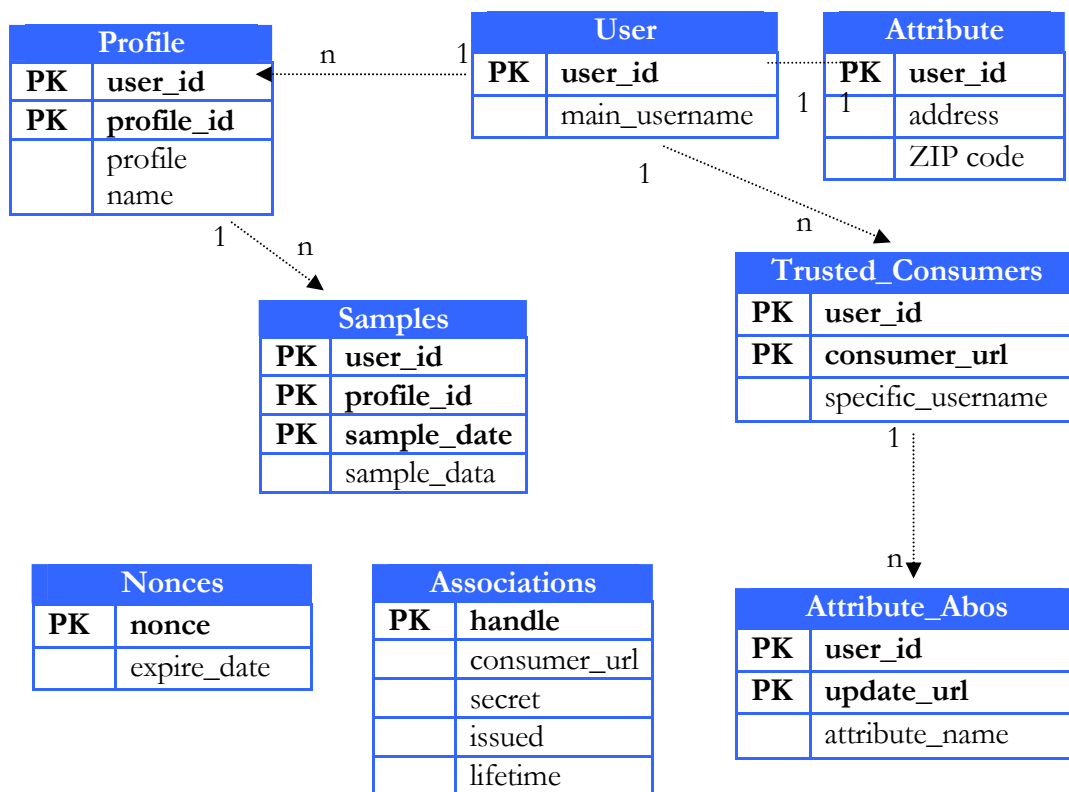 Profile
PK user_id
PK profile_id
profile
name
n
1
User
PK user_id
main_username
1
1
Attribute
PK user_id
address
ZIP code
1
n
1
n
Samples
PK user_id
PK profile_id
PK sample_date
sample_data
Trusted_Consumers
PK user_id
PK consumer_url
specific_username
1
n
Nonces
PK nonce
expire_date
Associations
PK handle
consumer_url
secret
issued
lifetime
Attribute_Abos
PK user_id
PK update_url
attribute_name